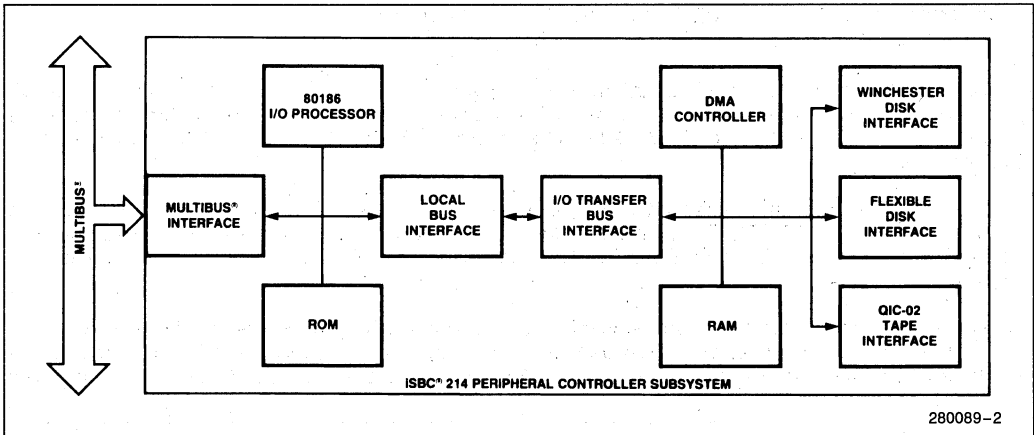 MULTIBUS®
80186
I/O PROCESSOR
DMA
CONTROLLER
WINCHESTER
DISK
INTERFACE
MULTIBUS®
INTERFACE
LOCAL
BUS
INTERFACE
I/O TRANSFER
BUS
INTERFACE
FLEXIBLE
DISK
INTERFACE
ROM
RAM
QIC-02
TAPE
INTERFACE
iSBC® 214 PERIPHERAL CONTROLLER SUBSYSTEM
280089–2